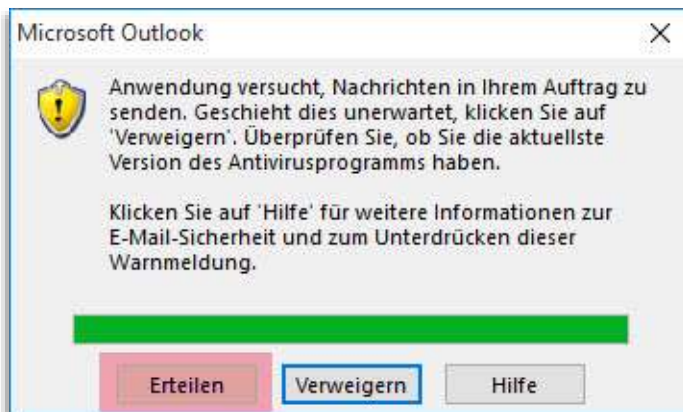 Microsoft Outlook
Anwendung versucht, Nachrichten in Ihrem Auftrag zu
senden. Geschieht dies unerwartet, klicken Sie auf
'Verweigern'. Überprüfen Sie, ob Sie die aktuellste
Version des Antivirusprogramms haben.
Klicken Sie auf 'Hilfe' für weitere Informationen zur
E-Mail-Sicherheit und zum Unterdrücken dieser
Warnmeldung.
Erteilen Verweigern Hilfe